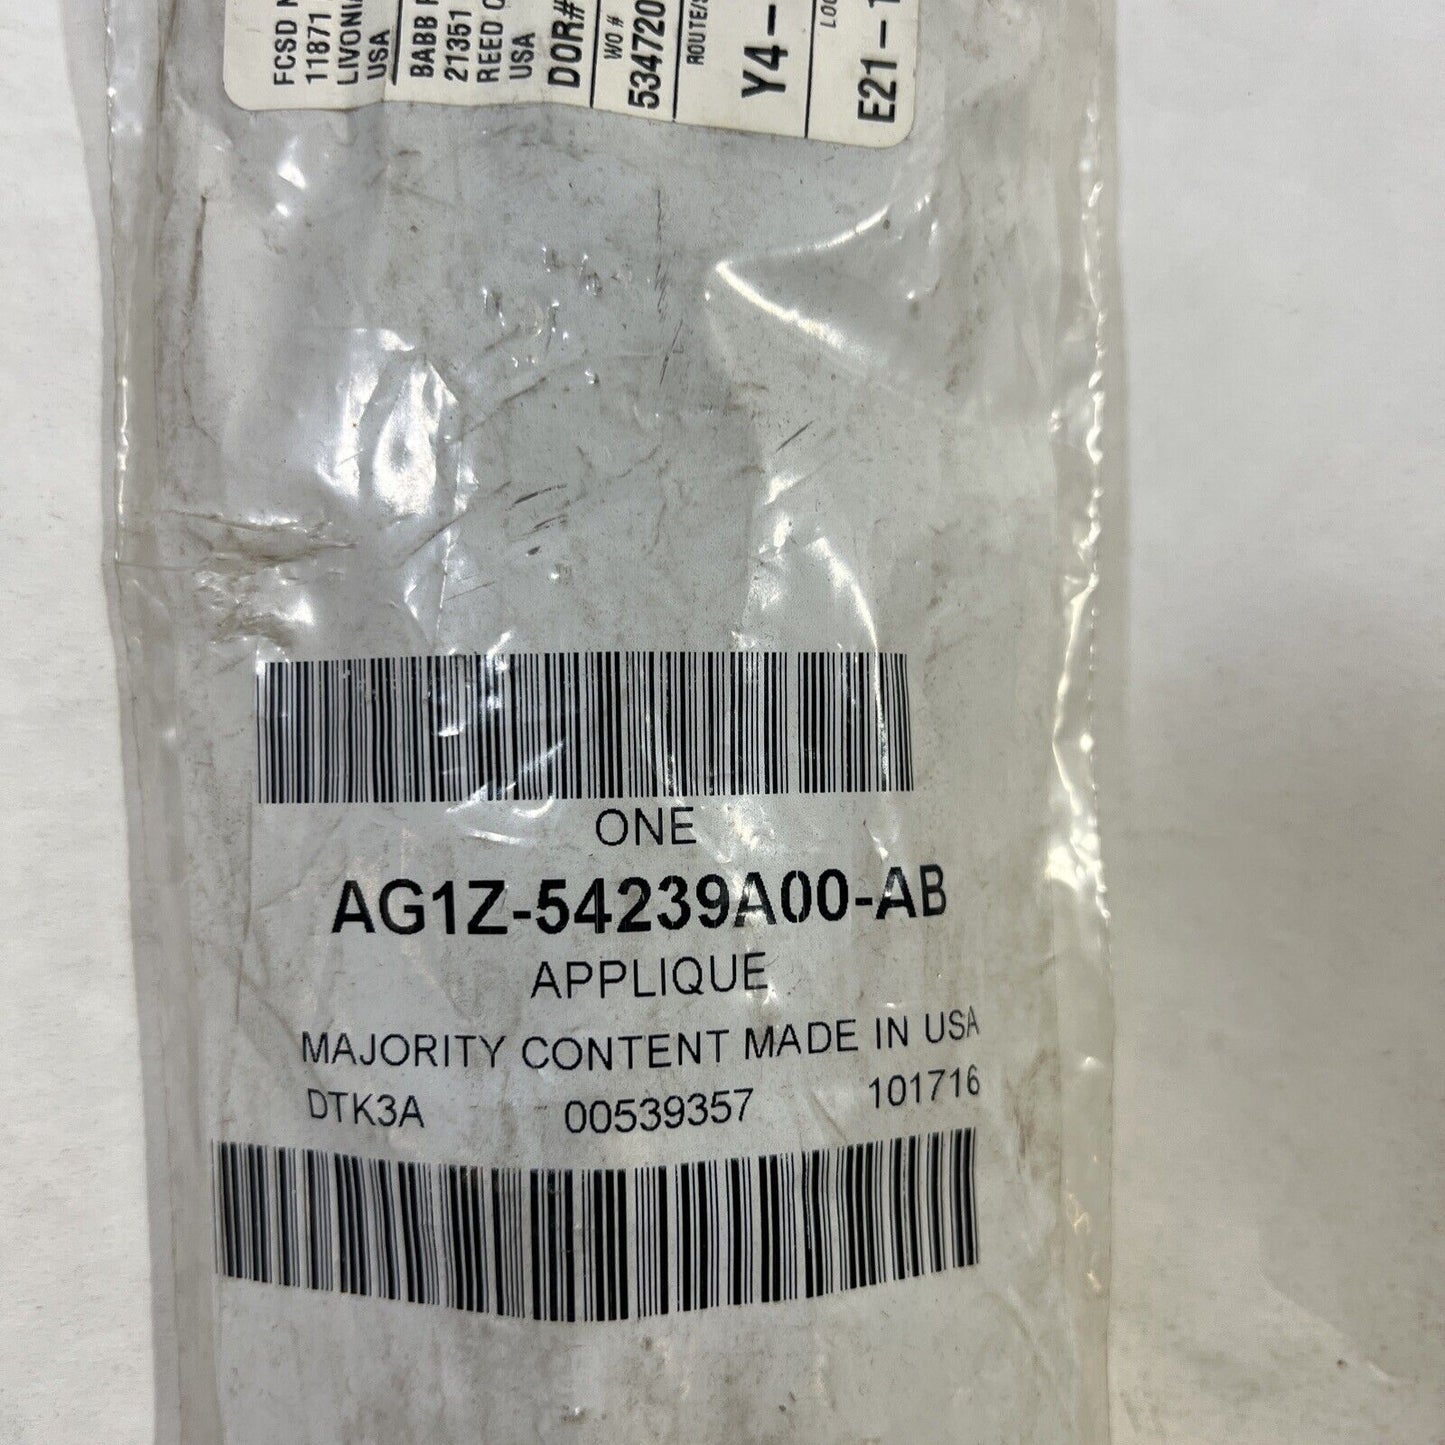 FCSD
11871
LIVONIA
USA
BABB
21351
REED
USA
DOR#
WO #
534720
Y4-
E21-1
ONE
AG1Z-54239A00-AB
APPLIQUE
MAJORITY CONTENT MADE IN USA
DTK3A 00539357 101716